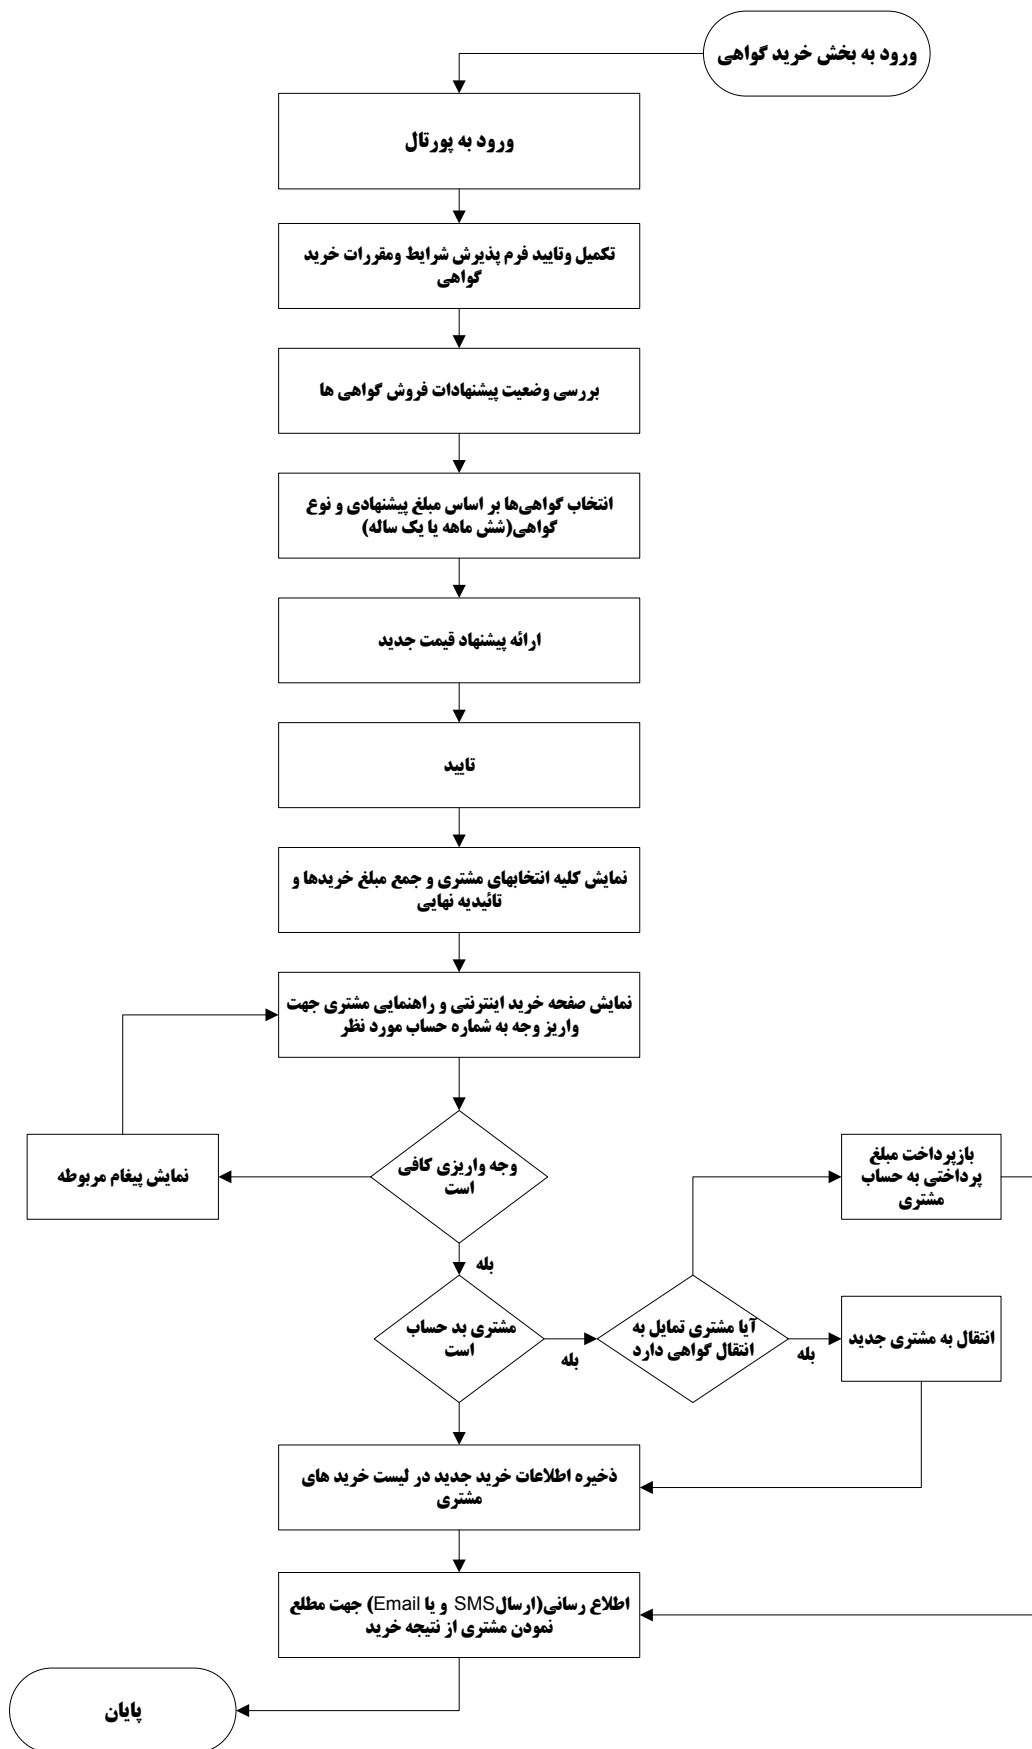 ورود به بخش خرید گواهی
ورود به پورتال
تکمیل وتایید فرم پذیرش شرایط ومقررات خرید
گواهی
بررسی وضعیت پیشنهادات فروش گواهی ها
انتخاب گواهی‌ها بر اساس مبلغ پیشنهادی و نوع
گواهی(شش ماهه یا یک ساله)
ارائه پیشنهاد قیمت جدید
تایید
نمایش کلیه انتخابهای مشتری و جمع مبلغ خریدها و
تائیدیه نهایی
نمایش صفحه خرید اینترنتی و راهنمایی مشتری جهت
واریز وجه به شماره حساب مورد نظر
وجه واریزی کافی
است
نمایش پیغام مربوطه
بازپرداخت مبلغ
پرداختی به حساب
مشتری
بله
مشتری بد حساب
است
بله
آیا مشتری تمایل به
انتقال گواهی دارد
بله
انتقال به مشتری جدید
ذخیره اطلاعات خرید جدید در لیست خرید های
مشتری
اطلاع رسانی(ارسالSMS و یا Email) جهت مطلع
نمودن مشتری از نتیجه خرید
پایان